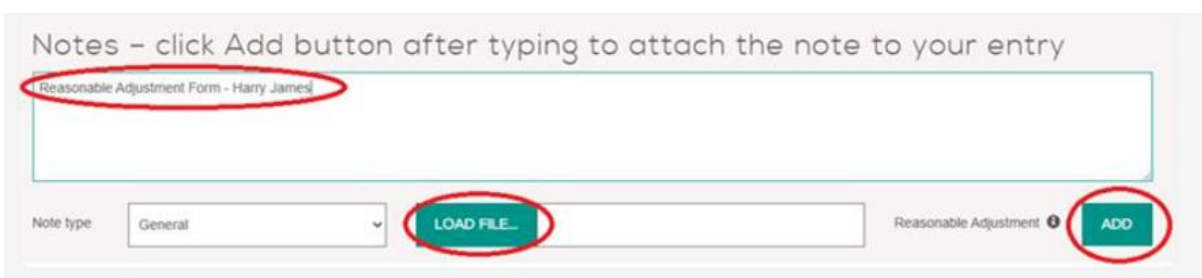 Notes – click Add button after typing to attach the note to your entry
Reasonable Adjustment Form - Harry James
Note type General LOAD FILE... Reasonable Adjustment ADD